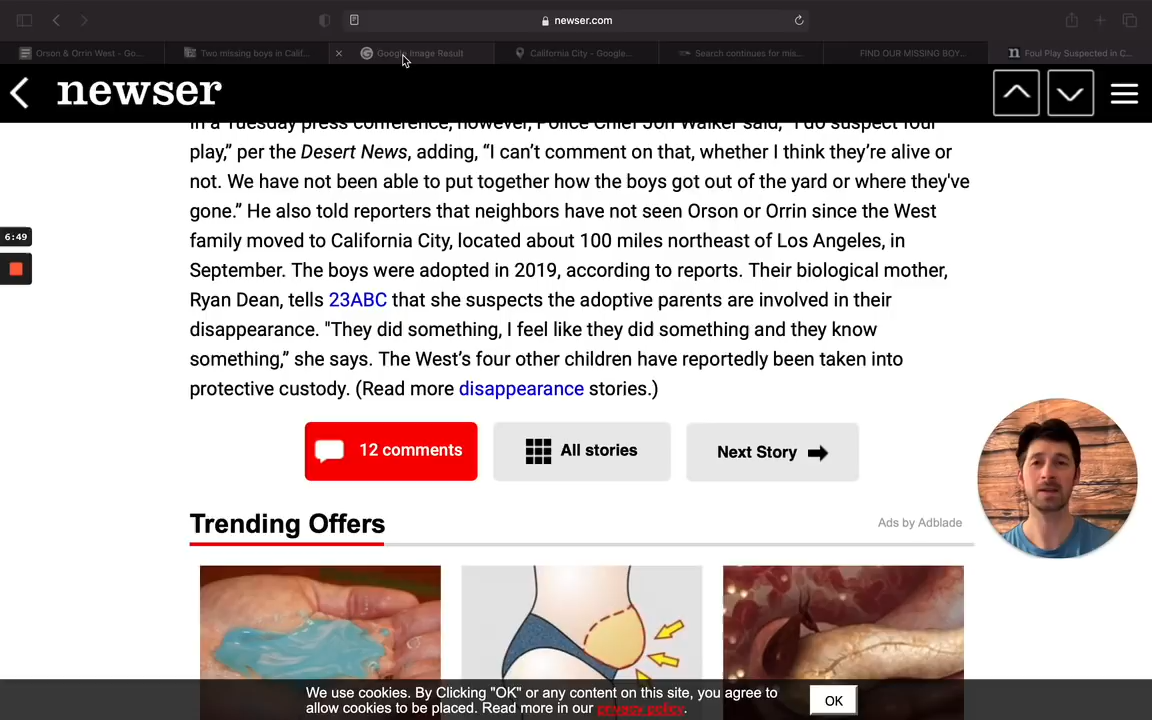 newser.com
Orson & Orrin West - Go...
Two missing boys in Calif...
Google Image Result
California City - Google...
Search continues for mis...
FIND OUR MISSING BOY...
Foul Play Suspected in C...
newser
In a Tuesday press conference, however, Police Chief Jon Walker said, “I do suspect foul
play,” per the Desert News, adding, “I can’t comment on that, whether I think they’re alive or
not. We have not been able to put together how the boys got out of the yard or where they've
gone.” He also told reporters that neighbors have not seen Orson or Orrin since the West
family moved to California City, located about 100 miles northeast of Los Angeles, in
September. The boys were adopted in 2019, according to reports. Their biological mother,
Ryan Dean, tells 23ABC that she suspects the adoptive parents are involved in their
disappearance. "They did something, I feel like they did something and they know
something,” she says. The West’s four other children have reportedly been taken into
protective custody. (Read more disappearance stories.)
6:49
12 comments
All stories
Next Story
Trending Offers
Ads by Adblade
We use cookies. By Clicking "OK" or any content on this site, you agree to
allow cookies to be placed. Read more in our privacy policy.
OK